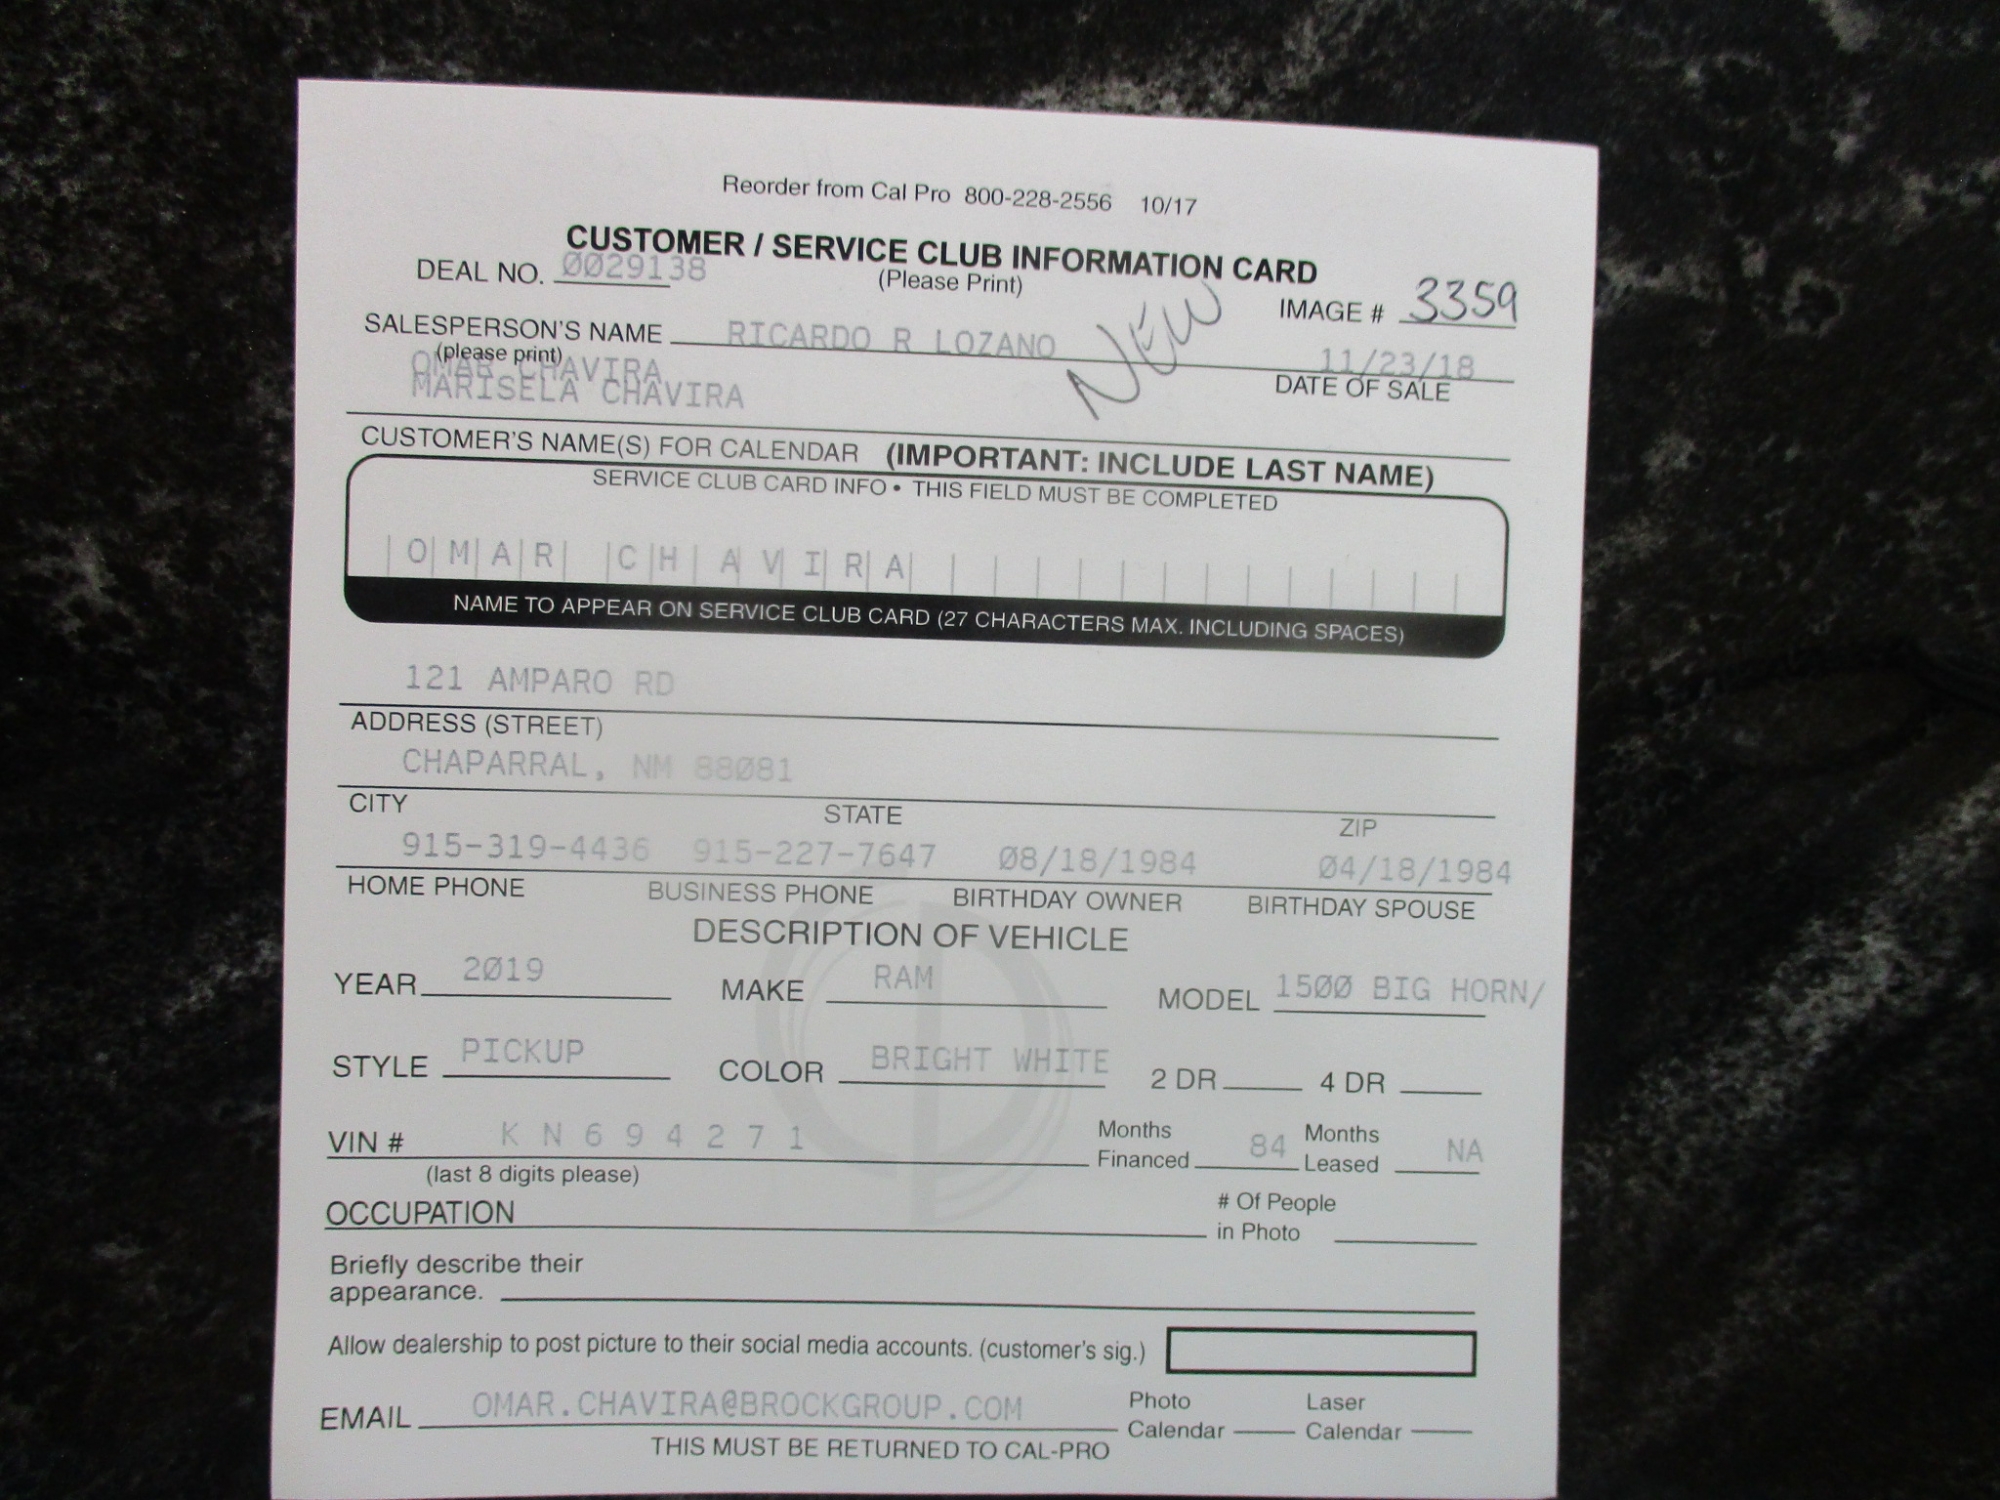 Reorder from Cal Pro 800-228-2556 10/17
CUSTOMER / SERVICE CLUB INFORMATION CARD
DEAL NO. 0029138 (Please Print)
IMAGE # 3359
NEW
SALESPERSON'S NAME RICARDO R LOZANO
(please print)
11/23/18
DATE OF SALE
OMAR CHAVIRA
MARISELA CHAVIRA
CUSTOMER'S NAME(S) FOR CALENDAR (IMPORTANT: INCLUDE LAST NAME)
SERVICE CLUB CARD INFO • THIS FIELD MUST BE COMPLETED
OMAR CHAVIRA
NAME TO APPEAR ON SERVICE CLUB CARD (27 CHARACTERS MAX. INCLUDING SPACES)
121 AMPARO RD
ADDRESS (STREET)
CHAPARRAL, NM 88081
CITY STATE ZIP
915-319-4436 915-227-7647 08/18/1984 04/18/1984
HOME PHONE BUSINESS PHONE BIRTHDAY OWNER BIRTHDAY SPOUSE
DESCRIPTION OF VEHICLE
YEAR 2019 MAKE RAM MODEL 1500 BIG HORN/
STYLE PICKUP COLOR BRIGHT WHITE 2 DR 4 DR
VIN # K N 6 9 4 2 7 1 Months Financed 84 Months Leased NA
(last 8 digits please)
OCCUPATION # Of People in Photo
Briefly describe their
appearance.
Allow dealership to post picture to their social media accounts. (customer's sig.)
EMAIL OMAR.CHAVIRA@BROCKGROUP.COM Photo Calendar Laser Calendar
THIS MUST BE RETURNED TO CAL-PRO